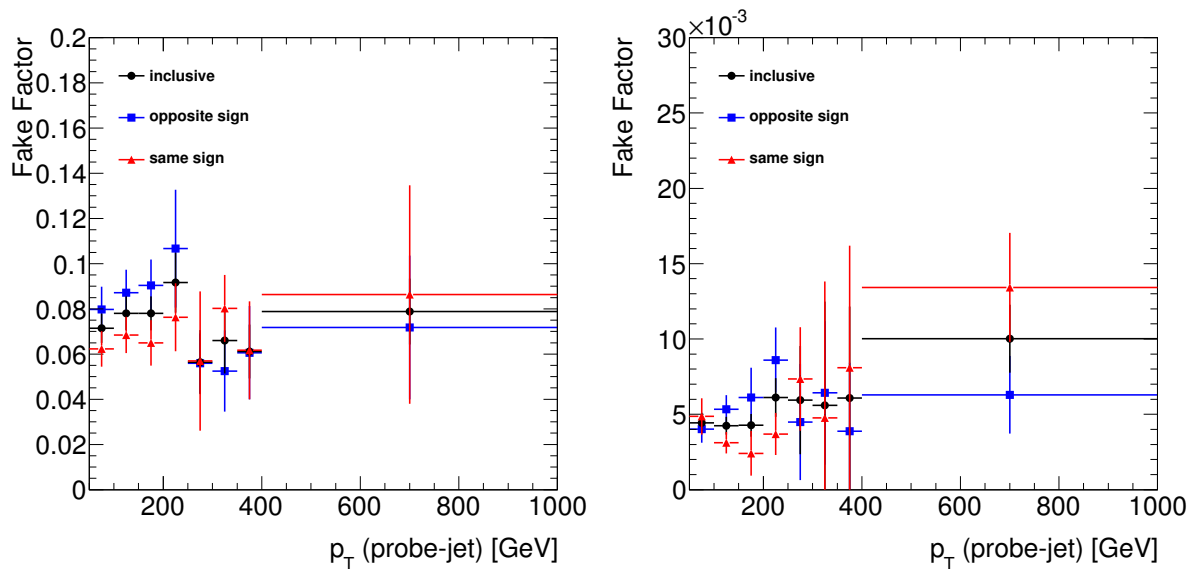 Fake Factor
0.2
0.18
0.16
0.14
0.12
0.1
0.08
0.06
0.04
0.02
0
inclusive
opposite sign
same sign
200 400 600 800 1000
p_T (probe-jet) [GeV]
×10⁻³
Fake Factor
30
25
20
15
10
5
0
inclusive
opposite sign
same sign
200 400 600 800 1000
p_T (probe-jet) [GeV]